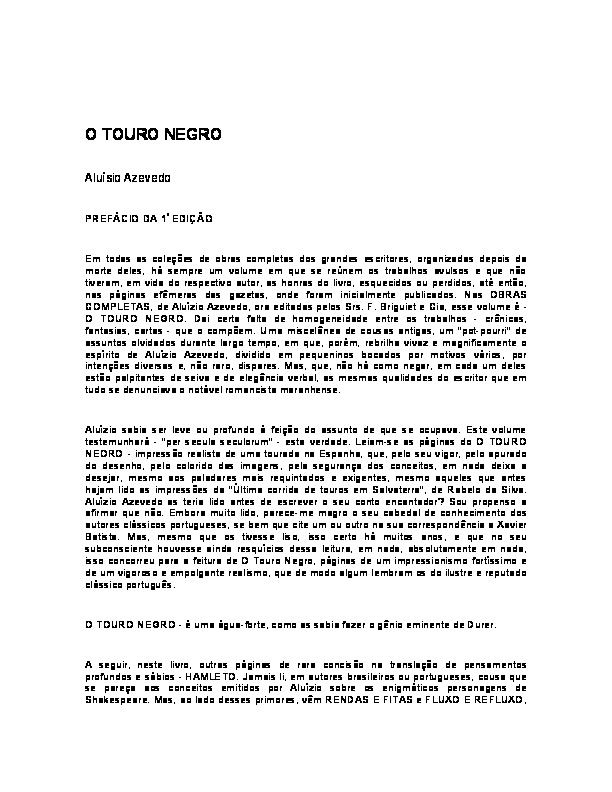 O TOURO NEGRO
Aluísio Azevedo
PREFÁCIO DA 1ª EDIÇÃO
Em todas as coleções de obras completas dos grandes escritores, organizadas depois da
morte deles, há sempre um volume em que se reúnem os trabalhos avulsos e que não
tiveram, em vida do respectivo autor, as honras do livro, esquecidos ou perdidos, até então,
nas páginas efêmeras das gazetas, onde foram inicialmente publicados. Nas OBRAS
COMPLETAS, de Aluízio Azevedo, ora editadas pelos Srs. F. Briguiet e Cia, esse volume é -
O TOURO NEGRO. Daí certa falta de homogeneidade entre os trabalhos - crônicas,
fantasias, cartas - que o compõem. Uma miscelânea de cousas antigas, um "pot-pourri" de
assuntos olvidados durante largo tempo, em que, porém, rebrilha vivaz e magnificamente o
espírito de Aluízio Azevedo, dividido em pequeninos bocados por motivos vários, por
intenções diversas e, não raro, díspares. Mas, que, não há como negar, em cada um deles
estão palpitantes de seiva e de elegância verbal, as mesmas qualidades do escritor que em
tudo se denunciava o notável romancista maranhense.
Aluízio sabia ser leve ou profundo à feição do assunto de que se ocupava. Este volume
testemunhará - "per secula seculorum" - esta verdade. Leiam-se as páginas do O TOURO
NEGRO - impressão realista de uma tourada na Espanha, que, pelo seu vigor, pelo apurado
do desenho, pelo colorido das imagens, pela segurança dos conceitos, em nada deixa a
desejar, mesmo aos paladares mais requintados e exigentes, mesmo aqueles que antes
hajam lido as impressões da "Última corrida de touros em Salvaterra", de Rabelo da Silva.
Aluízio Azevedo as teria lido antes de escrever o seu conto encantador? Sou propenso a
afirmar que não. Embora muito lido, parece-me magro o seu cabedal de conhecimento dos
autores clássicos portugueses, se bem que cite um ou outro na sua correspondência a Xavier
Batista. Mas, mesmo que os tivesse liso, isso certo há muitos anos, e que no seu
subconsciente houvesse ainda resquícios dessa leitura, em nada, absolutamente em nada,
isso concorreu para a feitura de O Touro Negro, páginas de um impressionismo fortíssimo e
de um vigoroso e empolgante realismo, que de modo algum lembram os do ilustre e reputado
clássico português.
O TOURO NEGRO - é uma água-forte, como as sabia fazer o gênio eminente de Durer.
A seguir, neste livro, outras páginas de rara concisão na translação de pensamentos
profundos e sábios - HAMLETO. Jamais li, em autores brasileiros ou portugueses, cousa que
se pareça aos conceitos emitidos por Aluízio sobre os enigmáticos personagens de
Shakespeare. Mas, ao lado desses primores, vêm RENDAS E FITAS e FLUXO E REFLUXO,